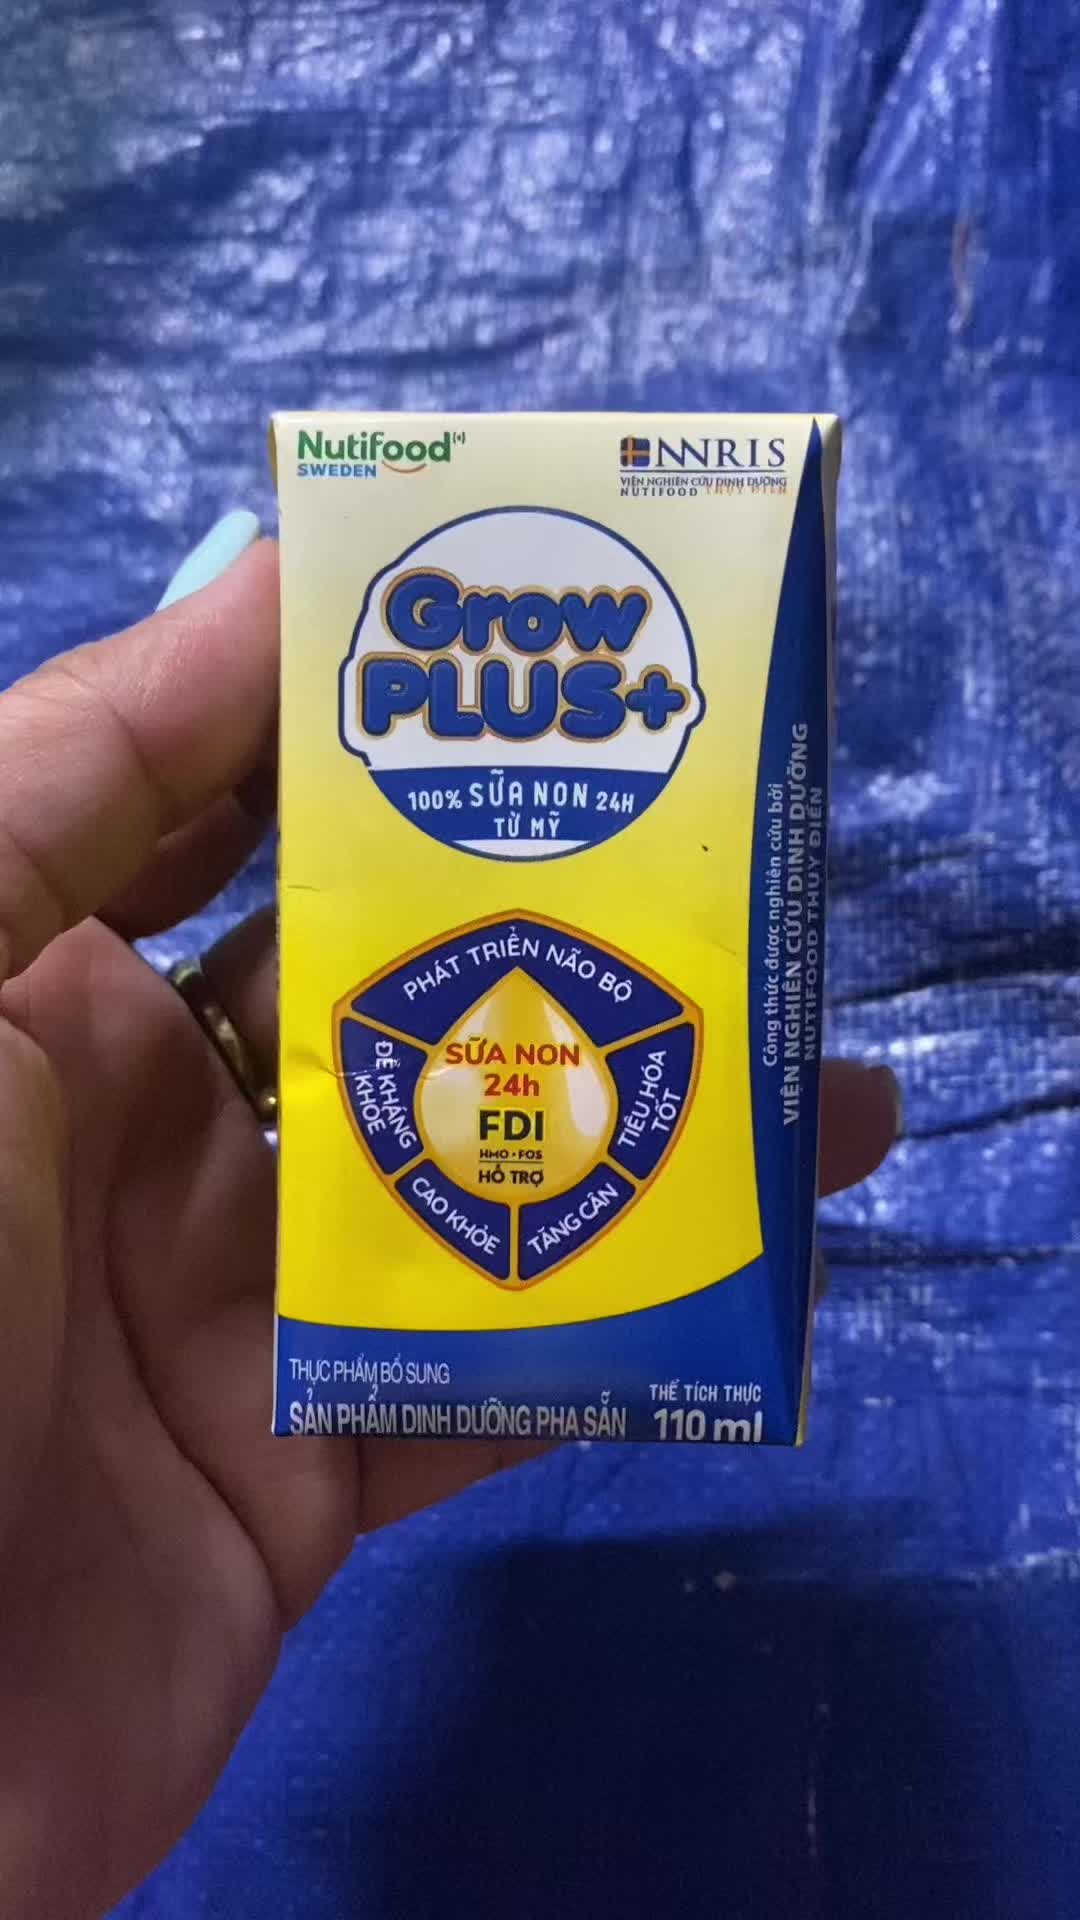 Nutifood
SWEDEN
NNRIS
VIỆN NGHIÊN CỨU DINH DƯỠNG
NUTIFOOD THỤY ĐIỂN
Grow
PLUS+
100% SỮA NON 24H
TỪ MỸ
PHÁT TRIỂN NÃO BỘ
ĐỀ KHÁNG
KHỎE
SỮA NON
24h
FDI
HMO • FOS
HỖ TRỢ
TIÊU HÓA
TỐT
CAO KHỎE
TĂNG CÂN
Công thức được nghiên cứu bởi
VIỆN NGHIÊN CỨU DINH DƯỠNG
NUTIFOOD THỤY ĐIỂN
THỰC PHẨM BỔ SUNG
SẢN PHẨM DINH DƯỠNG PHA SẴN
THỂ TÍCH THỰC
110 ml